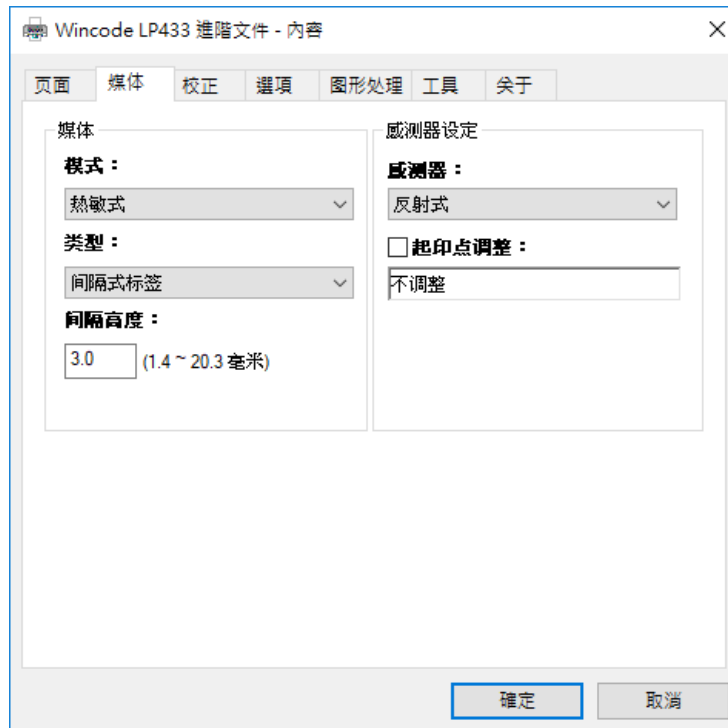 Wincode LP433 進階文件 - 內容
页面 媒体 校正 選項 图形处理 工具 关于
媒体
模式：
热敏式
类型：
间隔式标签
间隔高度：
3.0 (1.4 ~ 20.3 毫米)
感测器设定
感测器：
反射式
起印点调整：
不调整
確定 取消